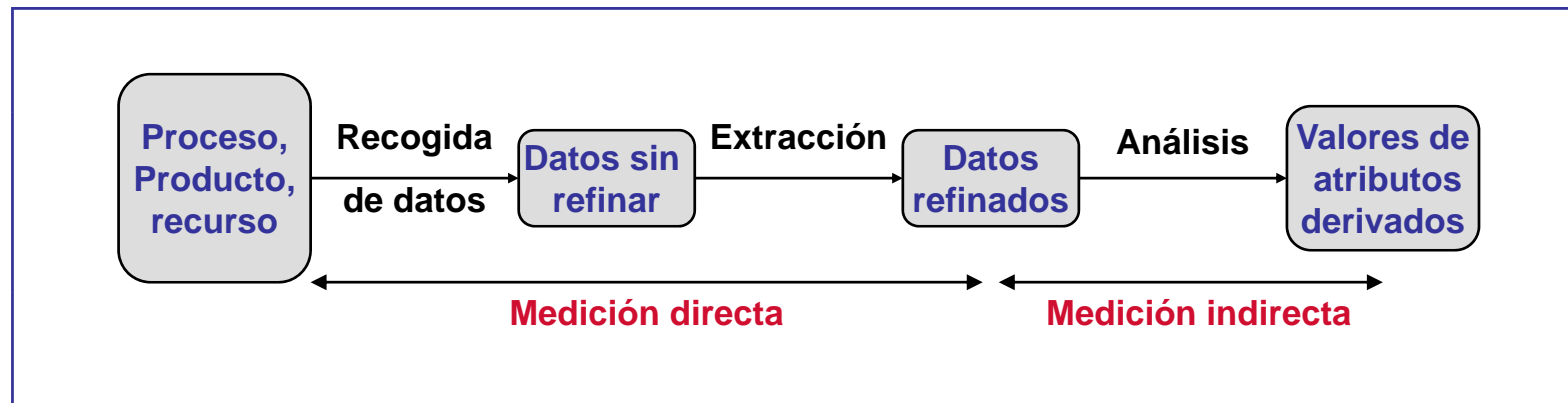 Proceso,
Producto,
recurso
Recogida
de datos
Datos sin
refinar
Extracción
Datos
refinados
Análisis
Valores de
atributos
derivados
Medición directa
Medición indirecta